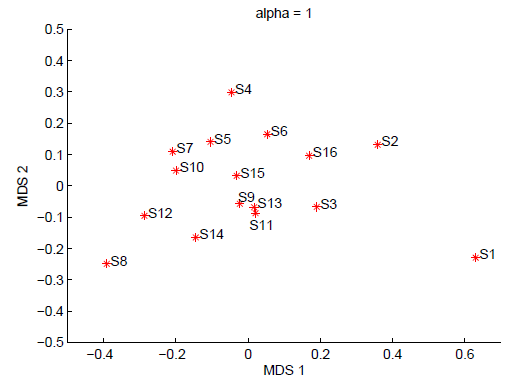 alpha = 1
0.5
0.4
S4
0.3
0.2
S6
S5
S2
S7
S16
0.1
S10
S15
0
MDS 2
S9
S13
S3
S12
−0.1
S11
S14
−0.2
S1
S8
−0.3
−0.4
−0.5
−0.4 −0.2 0 0.2 0.4 0.6
MDS 1